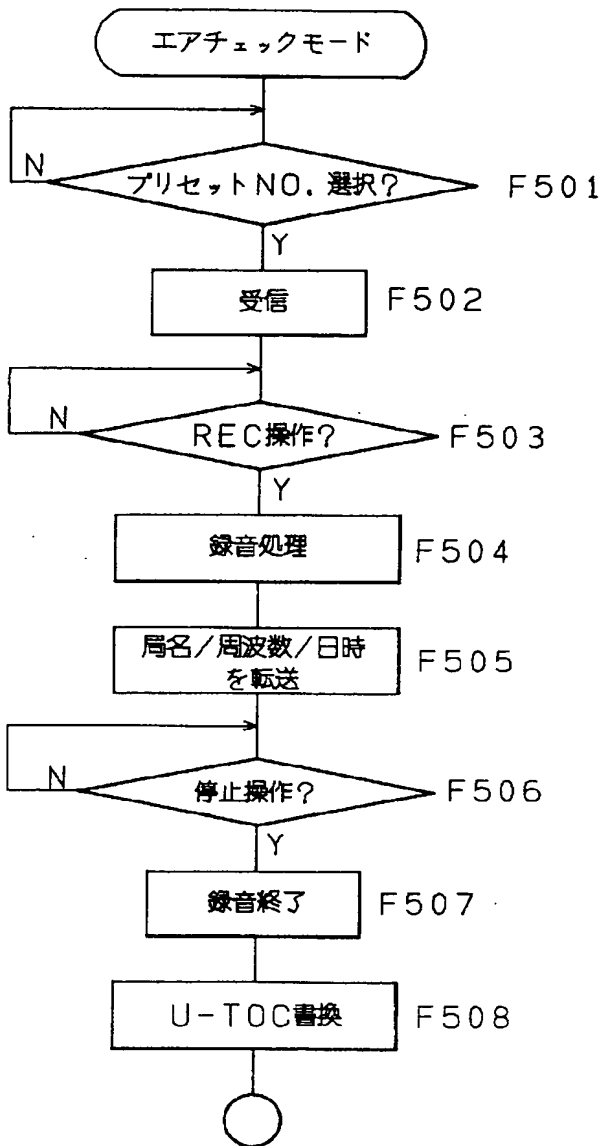 エアチェックモード
N
プリセットNO. 選択?
F501
Y
受信
F502
N
REC操作?
F503
Y
録音処理
F504
局名/周波数/日時
を転送
F505
N
停止操作?
F506
Y
録音終了
F507
U-TOC書換
F508